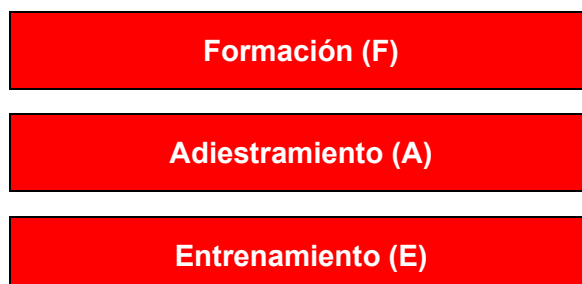 Formación (F)
Adiestramiento (A)
Entrenamiento (E)